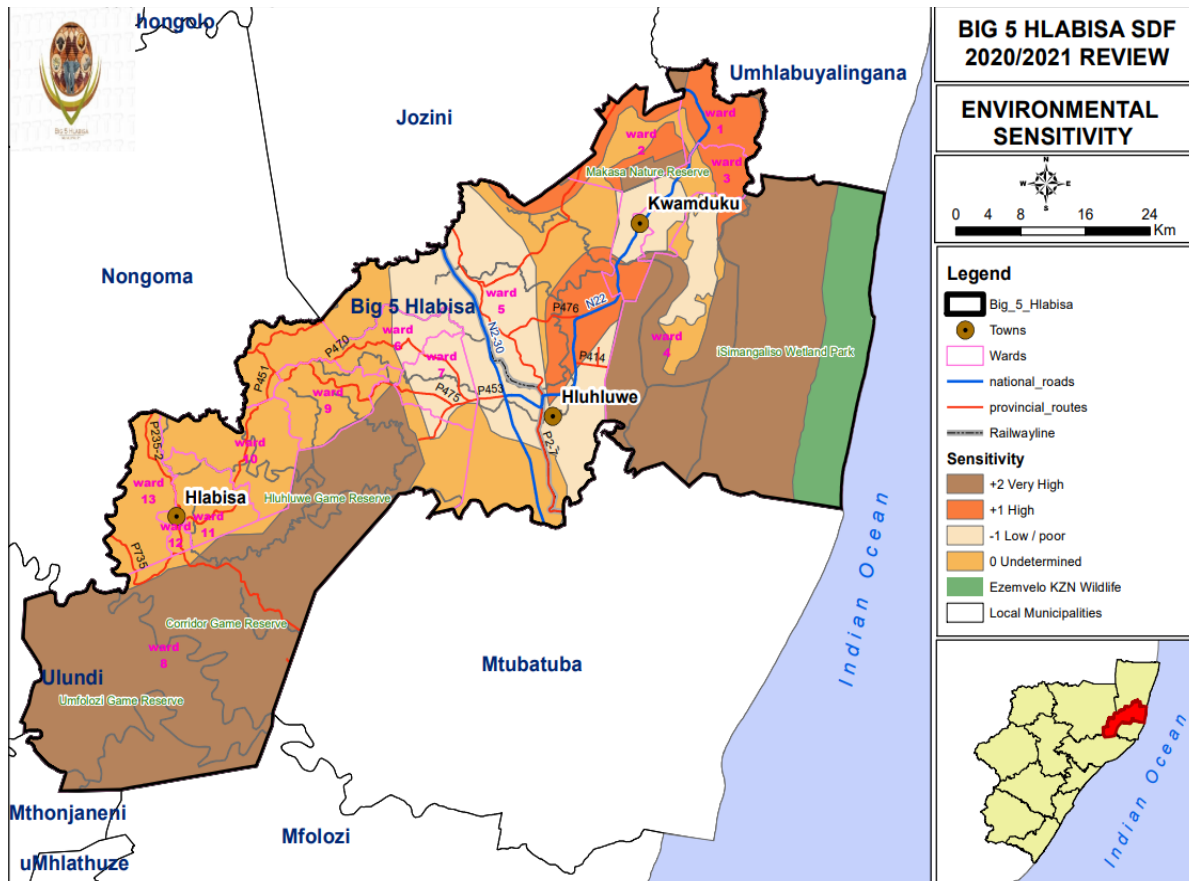 BIG 5 HLABISA SDF
2020/2021 REVIEW
ENVIRONMENTAL
SENSITIVITY
N
W
E
S
0
4
8
16
24
Km
Legend
Big_5_Hlabisa
Towns
Wards
national_roads
provincial_routes
Railwayline
Sensitivity
+2 Very High
+1 High
-1 Low / poor
0 Undetermined
Ezemvelo KZN Wildlife
Local Municipalities
Indian Ocean
Big 5 Hlabisa
hongolo
Jozini
Umhlabuyalingana
Nongoma
Big 5 Hlabisa
Ulundi
Mtubatuba
Mthonjaneni
Mfolozi
uMhlathuze
Indian Ocean
ward
1
ward
2
ward
3
Makasa Nature Reserve
Kwamduku
ward
4
iSimangaliso Wetland Park
ward
5
P476
N22
P414
N2-30
ward
6
ward
7
P470
P475
P453
Hluhluwe
P2-7
P451
ward
9
ward
10
P235-2
ward
13
Hlabisa
ward
11
ward
12
P735
Hluhluwe Game Reserve
Corridor Game Reserve
ward
8
Umfolozi Game Reserve